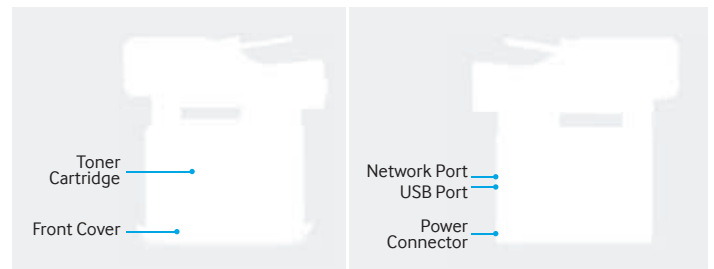 Toner
Cartridge
Front Cover
Network Port
USB Port
Power
Connector